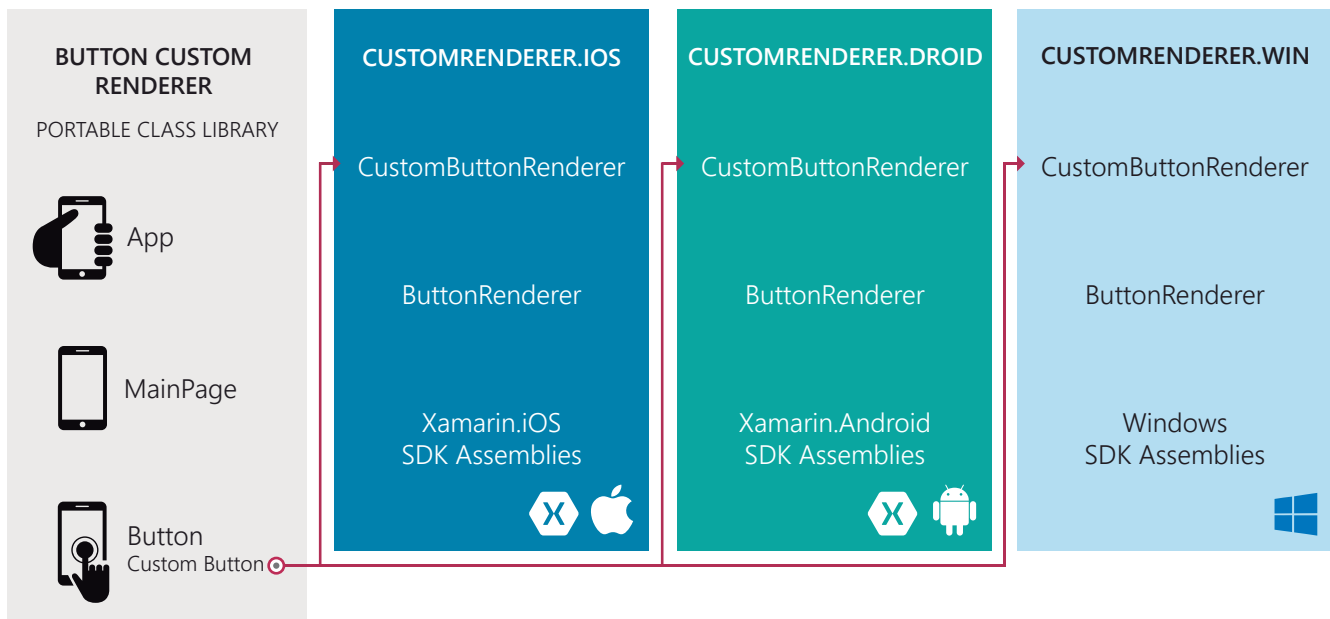 BUTTON CUSTOM
RENDERER
PORTABLE CLASS LIBRARY
App
MainPage
Button
Custom Button
CUSTOMRENDERER.IOS
CustomButtonRenderer
ButtonRenderer
Xamarin.iOS
SDK Assemblies
CUSTOMRENDERER.DROID
CustomButtonRenderer
ButtonRenderer
Xamarin.Android
SDK Assemblies
CUSTOMRENDERER.WIN
CustomButtonRenderer
ButtonRenderer
Windows
SDK Assemblies